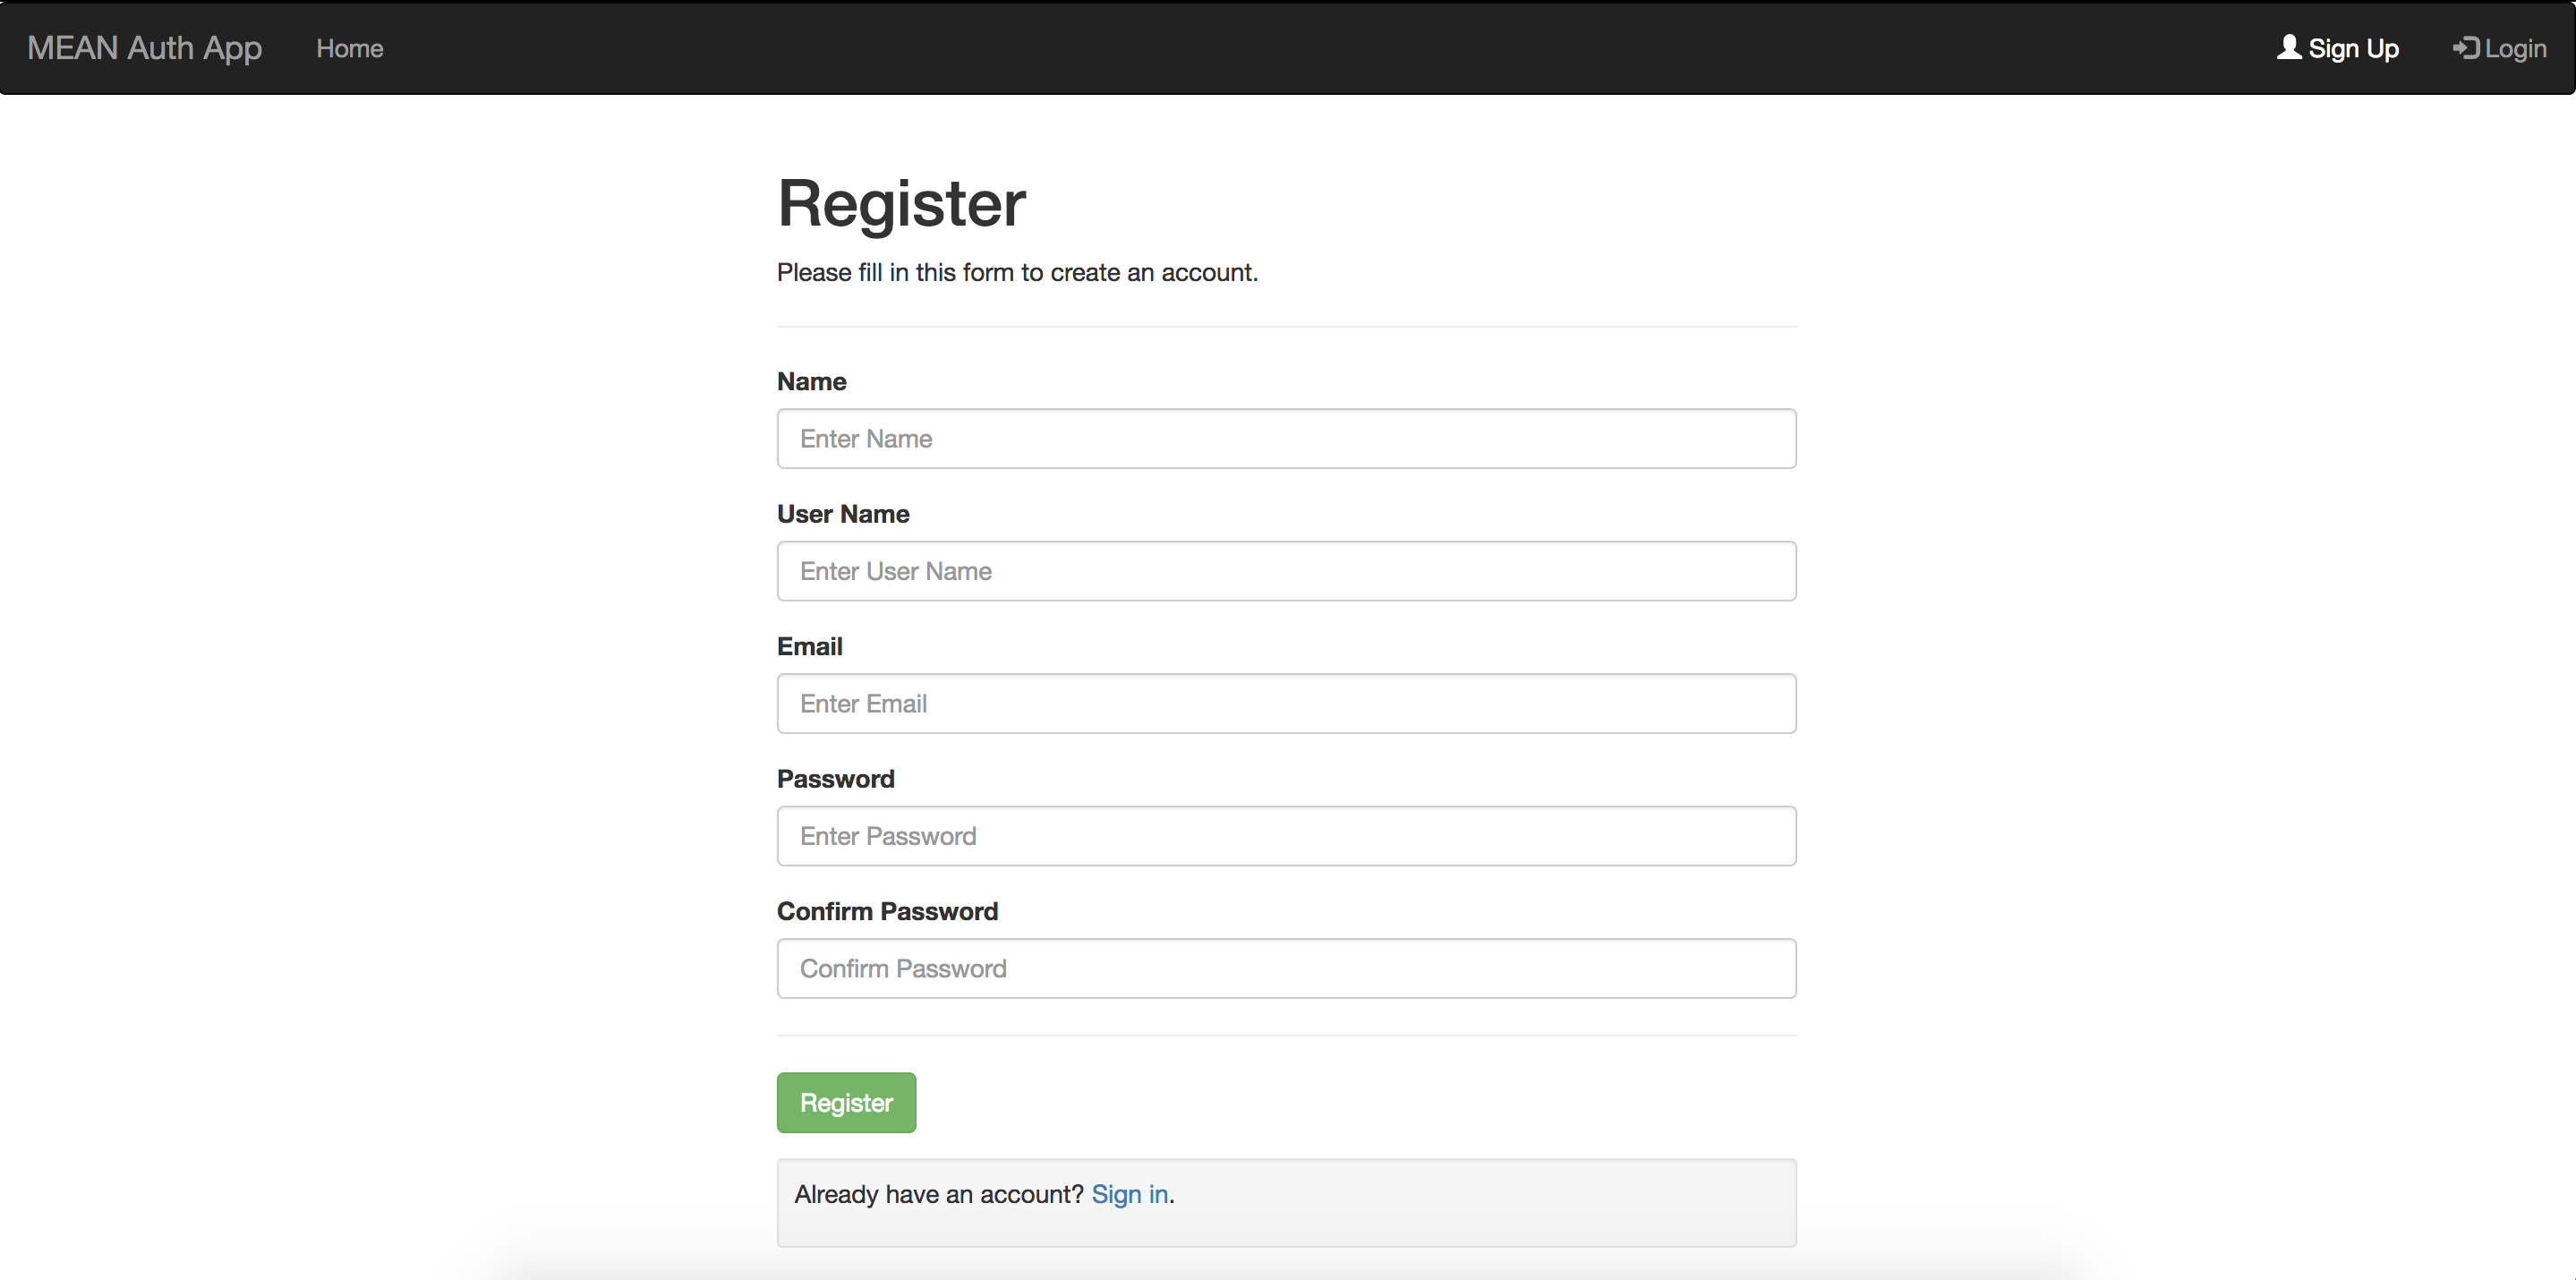 MEAN Auth App Home Sign Up Login
Register
Please fill in this form to create an account.
Name
Enter Name
User Name
Enter User Name
Email
Enter Email
Password
Enter Password
Confirm Password
Confirm Password
Register
Already have an account? Sign in.